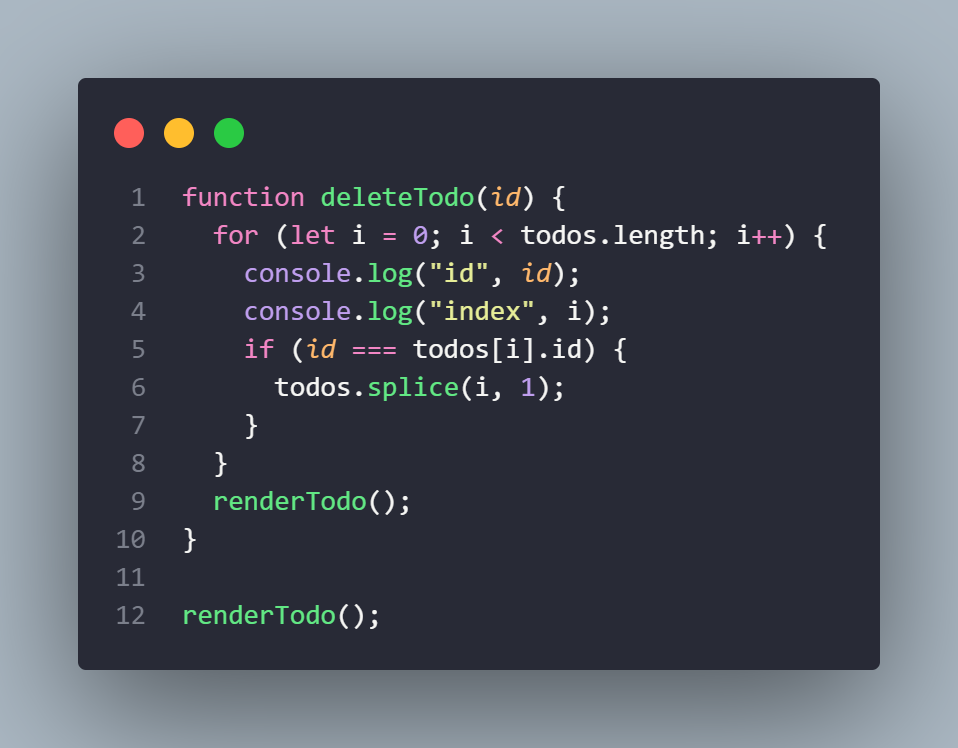 1 function deleteTodo(id) {
2   for (let i = 0; i < todos.length; i++) {
3     console.log("id", id);
4     console.log("index", i);
5     if (id === todos[i].id) {
6       todos.splice(i, 1);
7     }
8   }
9   renderTodo();
10 }
11
12 renderTodo();